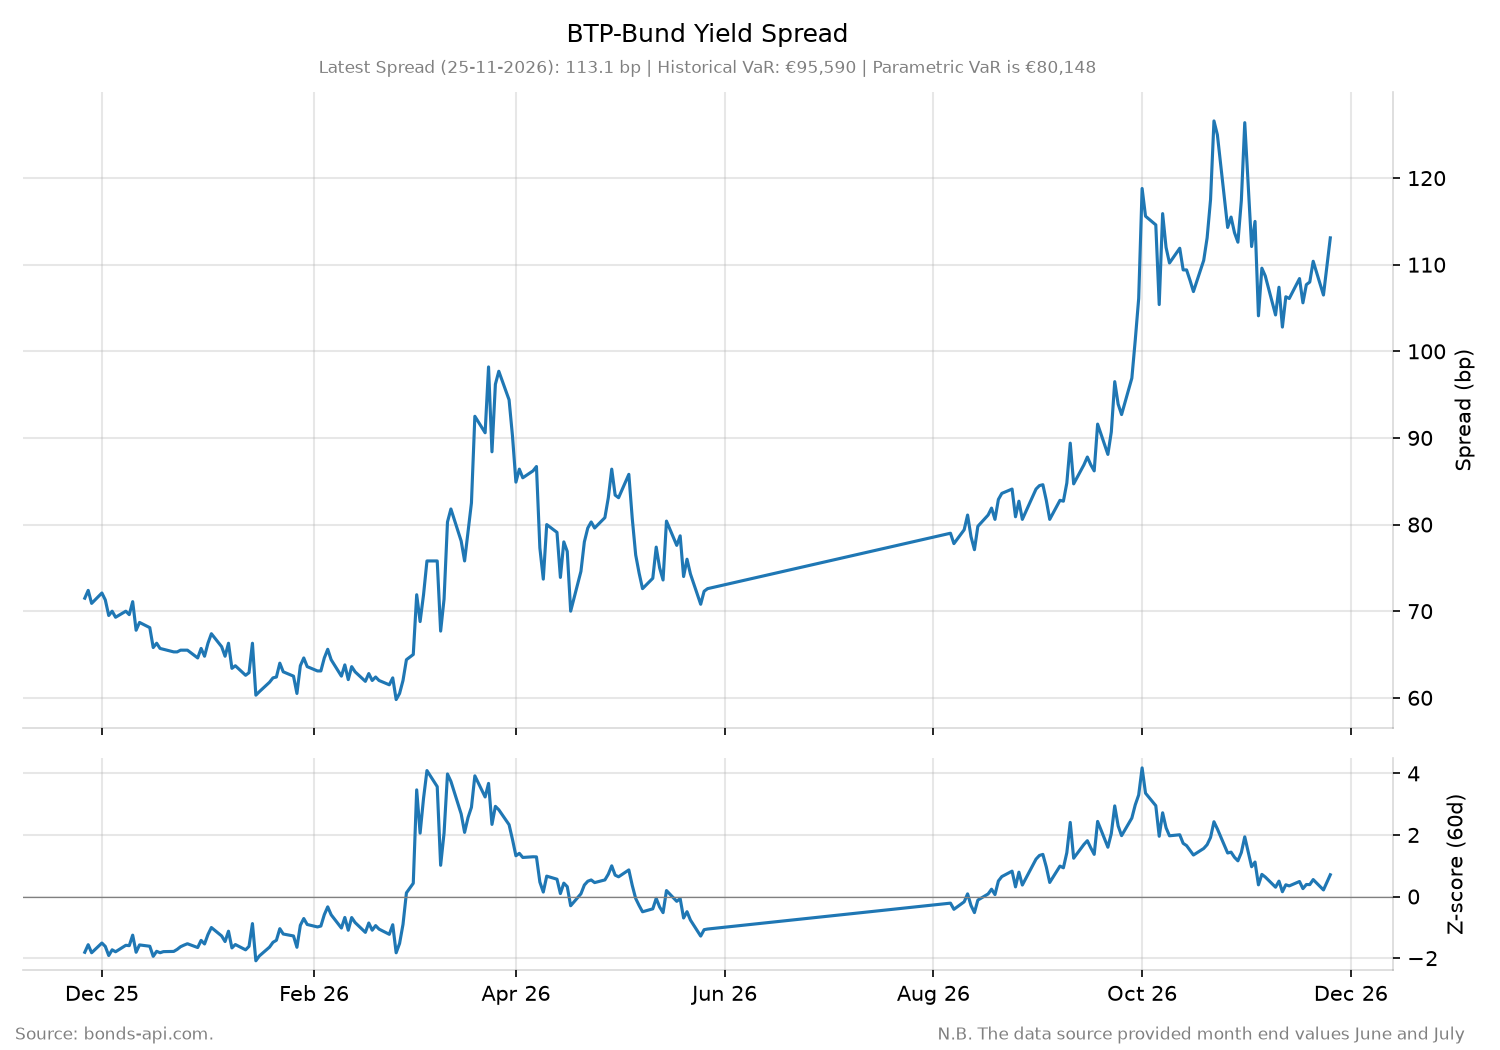 BTP-Bund Yield Spread
Latest Spread (25-11-2026): 113.1 bp | Historical VaR: €95,590 | Parametric VaR is €80,148
120
110
100
90
80
70
60
Spread (bp)
4
2
0
−2
Z-score (60d)
Dec 25
Feb 26
Apr 26
Jun 26
Aug 26
Oct 26
Dec 26
Source: bonds-api.com.
N.B. The data source provided month end values June and July